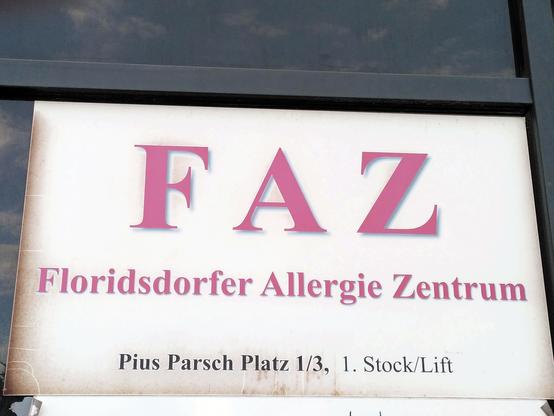 FAZ
Floridsdorfer Allergie Zentrum
Pius Parsch Platz 1/3, 1. Stock/Lift